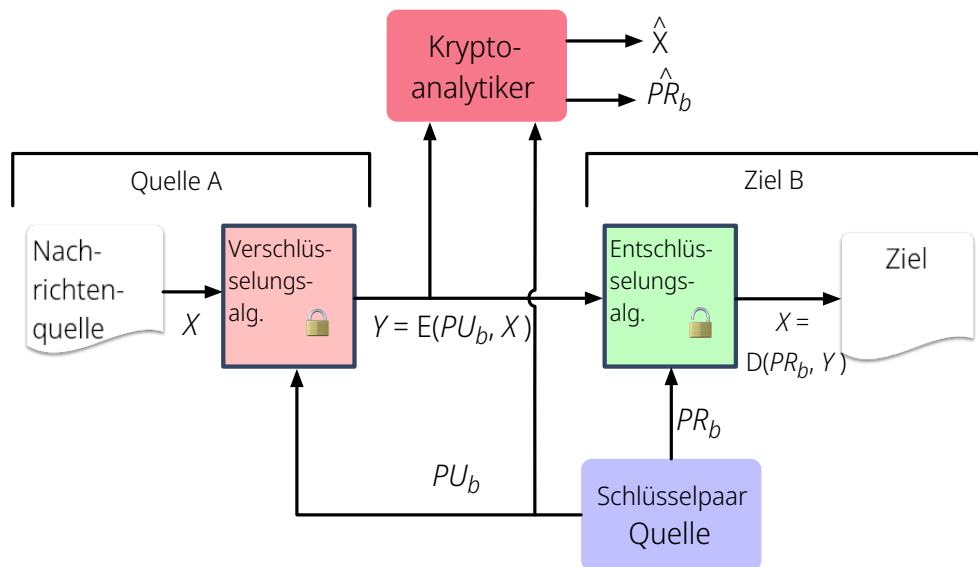 Krypto-
analytiker
X̂
P̂R_b
Quelle A
Ziel B
Nach-
richten-
quelle
X
Verschlüs-
selungs-
alg.
Y = E(PU_b, X)
Entschlüs-
selungs-
alg.
X =
D(PR_b, Y)
Ziel
PR_b
PU_b
Schlüsselpaar
Quelle